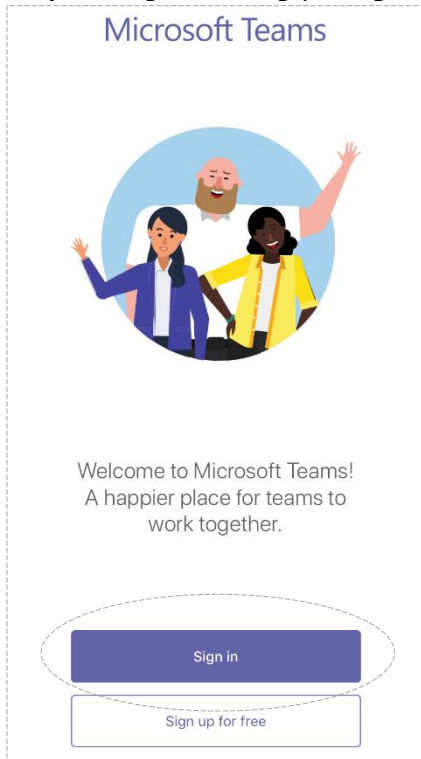 Microsoft Teams
Welcome to Microsoft Teams!
A happier place for teams to
work together.
Sign in
Sign up for free